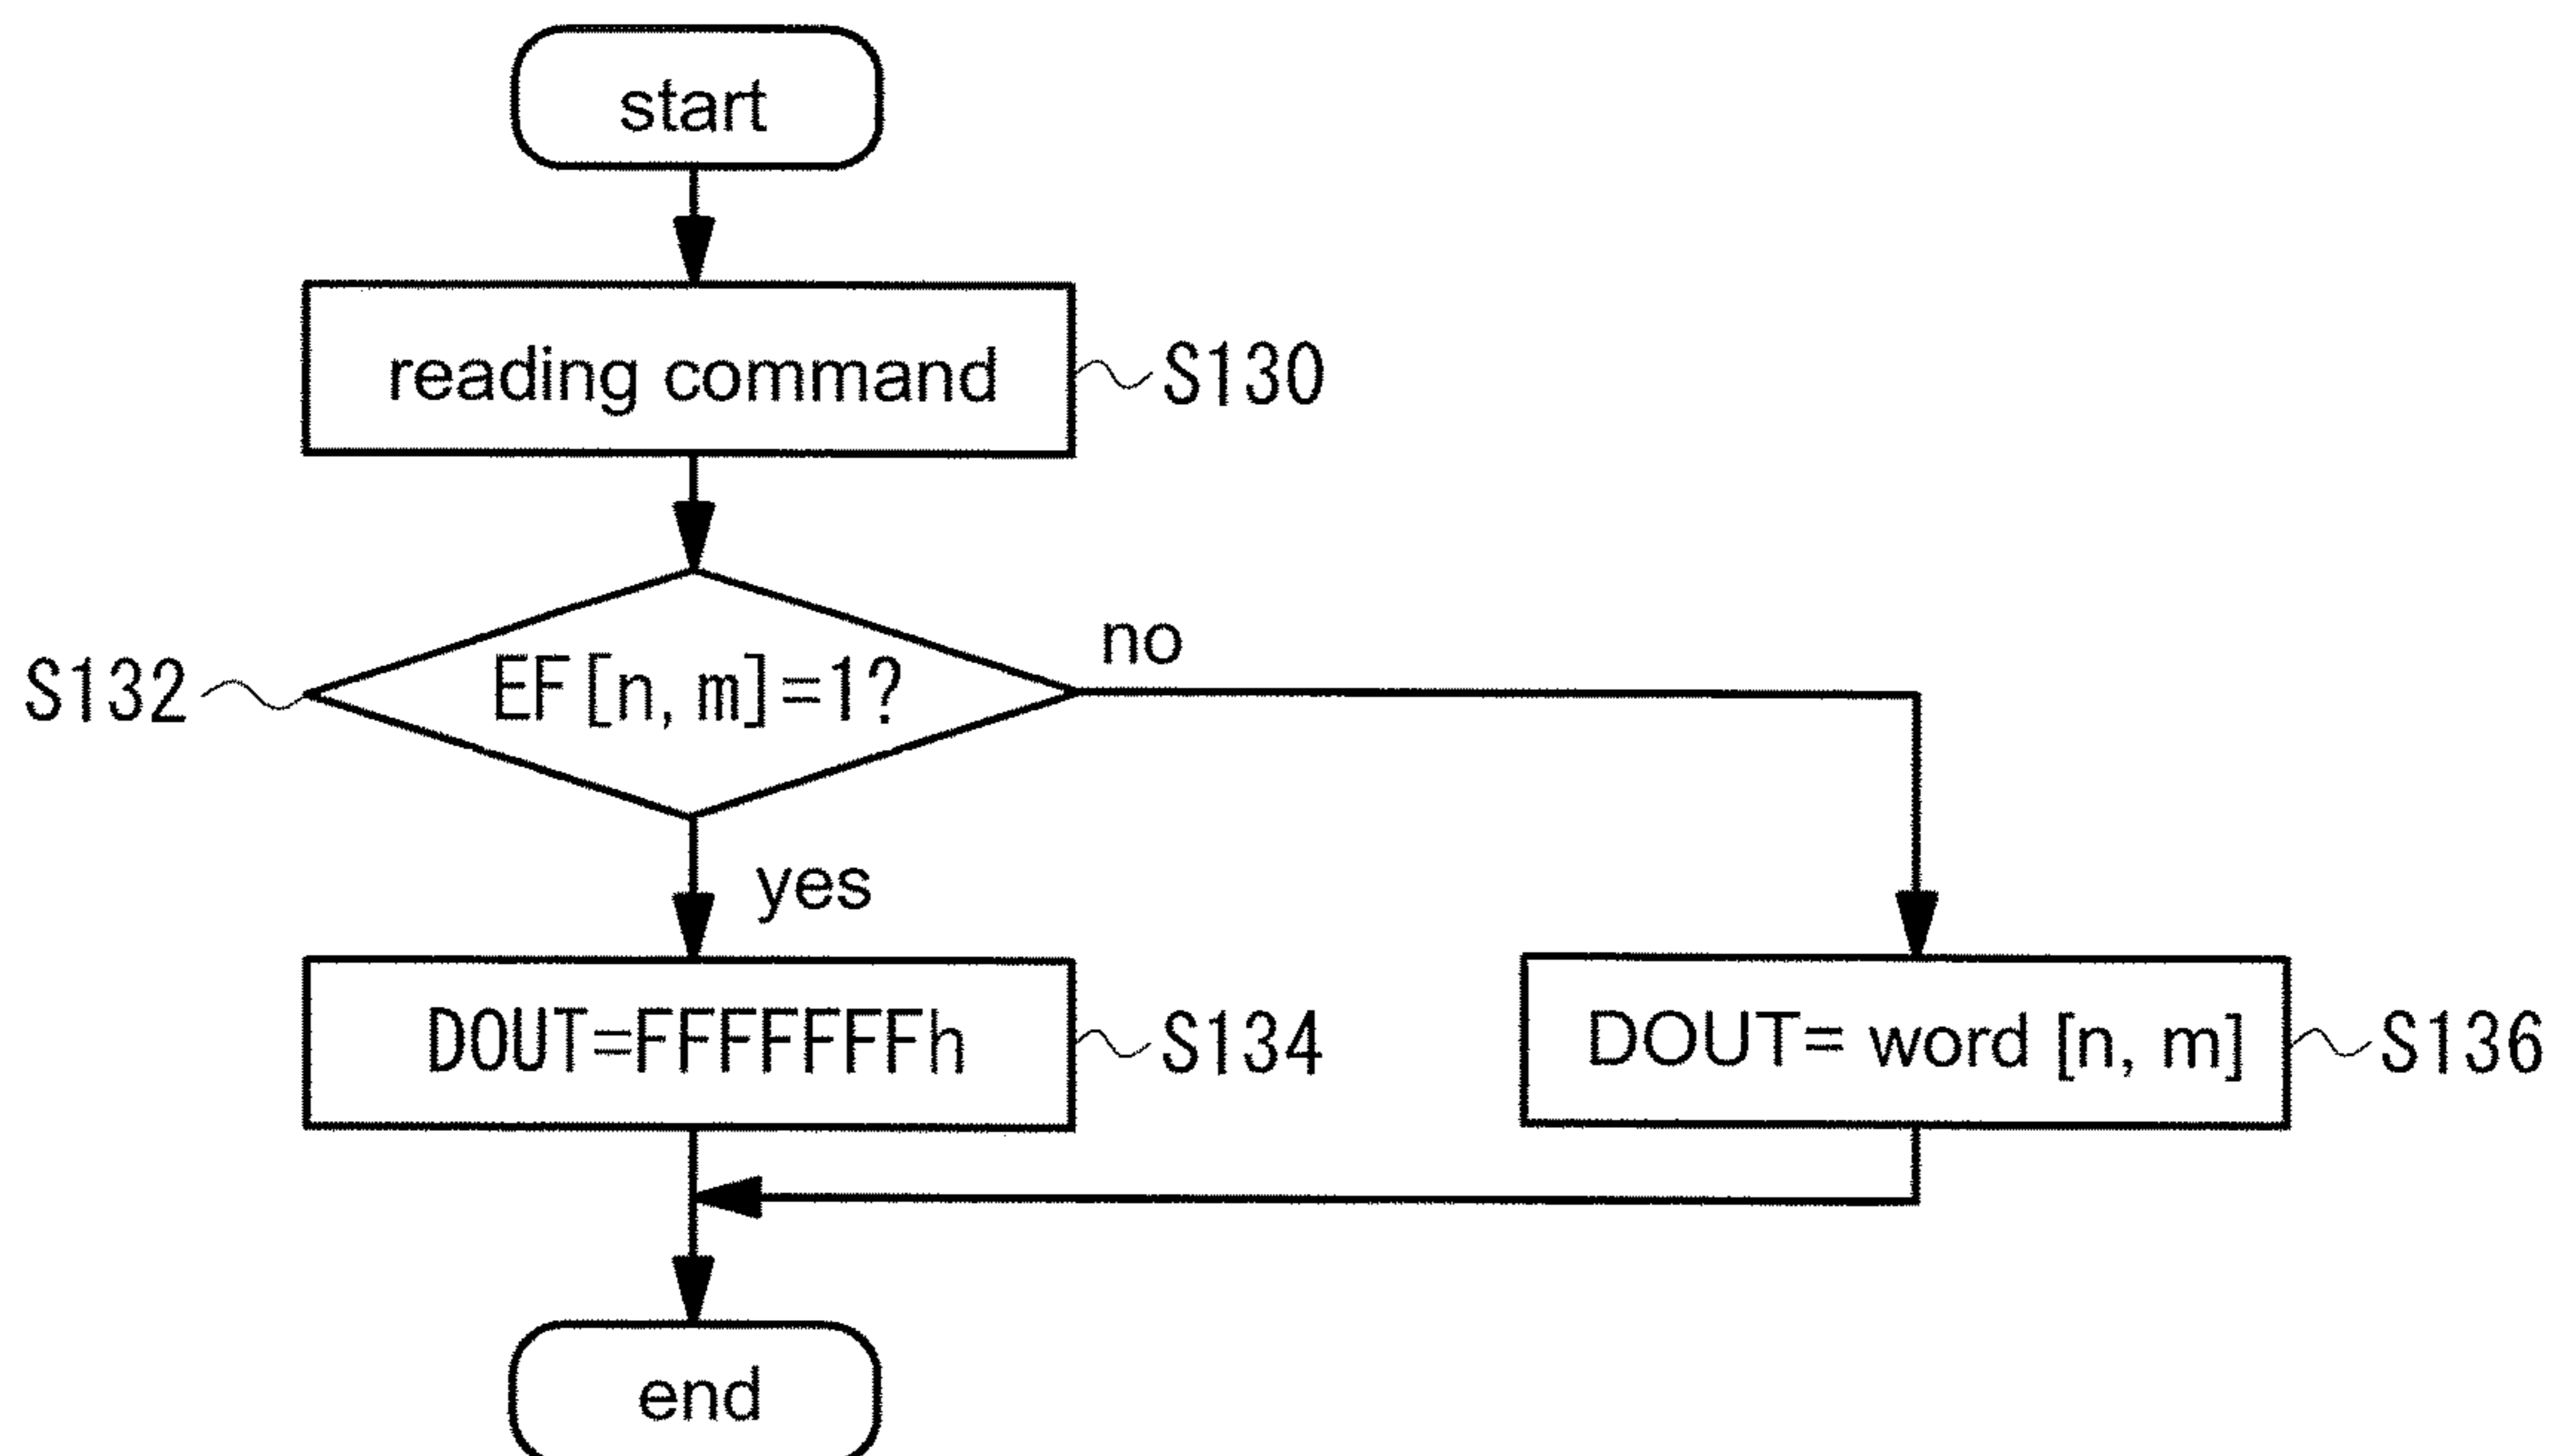 start
reading command
S130
S132
EF[n, m]=1?
no
yes
DOUT=FFFFFFFh
S134
DOUT= word [n, m]
S136
end